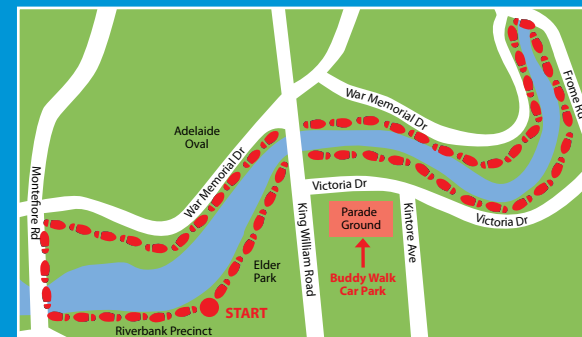 War Memorial Dr
Frome Rd
Adelaide
Oval
War Memorial Dr
Montefiore Rd
Victoria Dr
Victoria Dr
Parade
Ground
King William Road
Kintore Ave
Elder
Park
Buddy Walk
Car Park
START
Riverbank Precinct